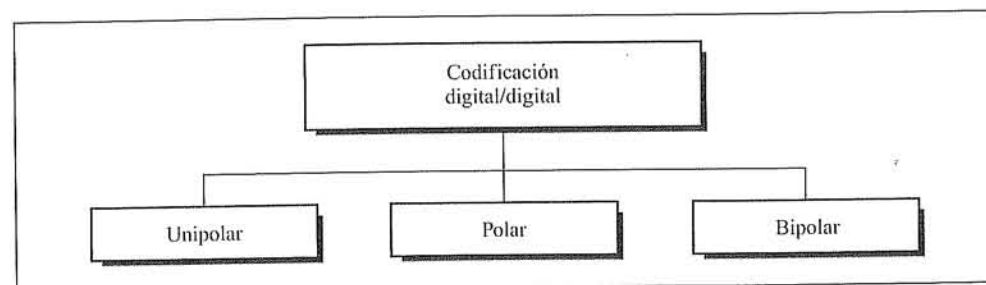 Codificación
digital/digital
Unipolar
Polar
Bipolar